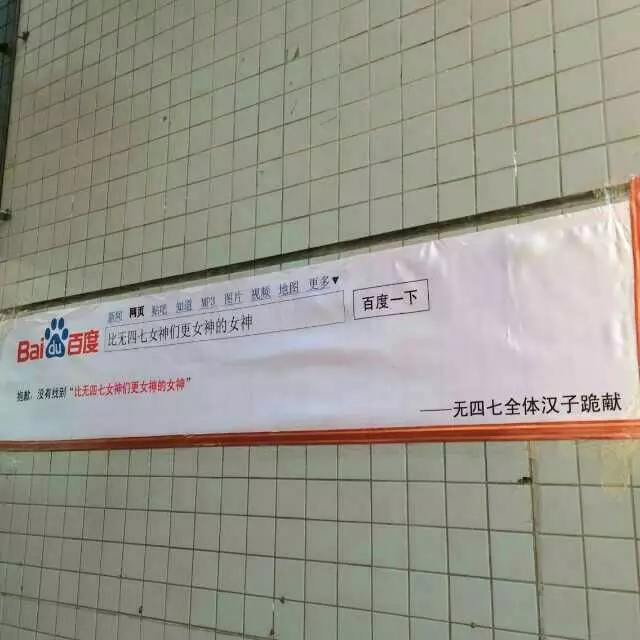 新闻 网页 贴吧 知道 MP3 图片 视频 地图 更多▼
Bai du 百度
比无四七女神们更女神的女神
百度一下
抱歉，没有找到“比无四七女神们更女神的女神”
——无四七全体汉子跪献